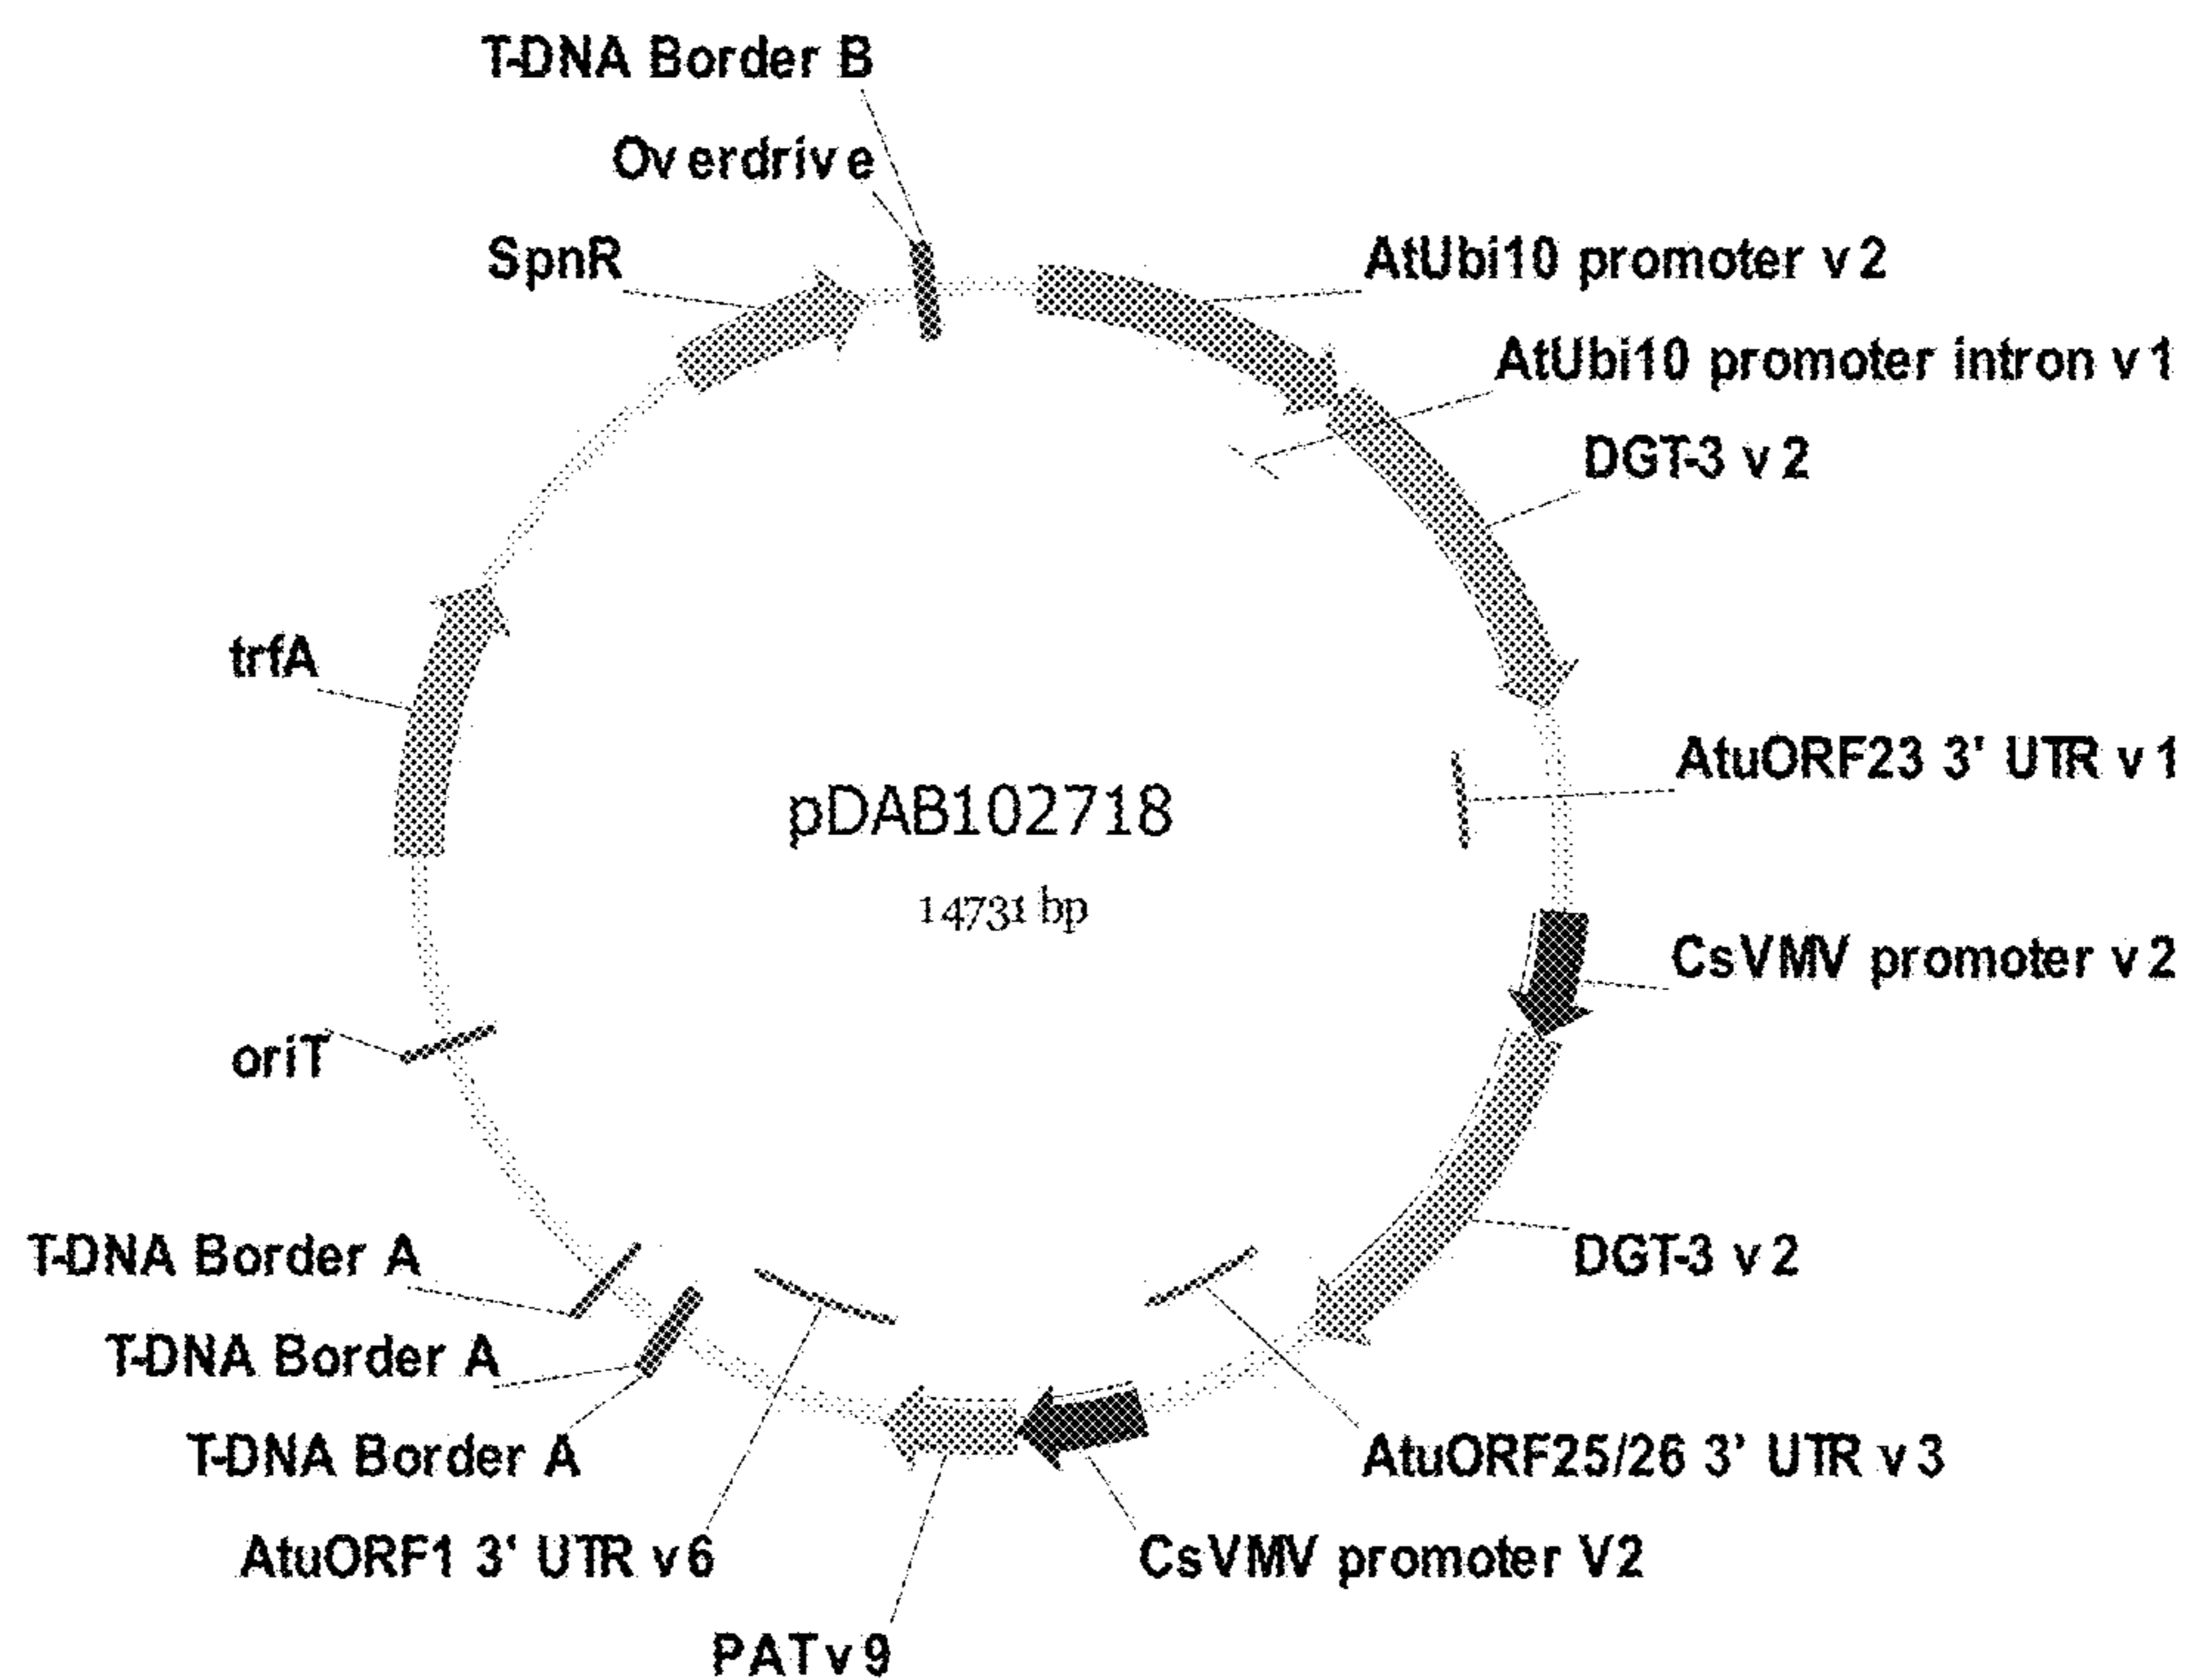 T-DNA Border B
Overdrive
SpnR
AtUbi10 promoter v2
AtUbi10 promoter intron v1
DGT-3 v2
trfA
AtuORF23 3' UTR v1
pDAB102718
14731 bp
CsVMV promoter v2
oriT
T-DNA Border A
DGT-3 v2
T-DNA Border A
T-DNA Border A
AtuORF25/26 3' UTR v3
AtuORF1 3' UTR v6
CsVMV promoter V2
PATv9